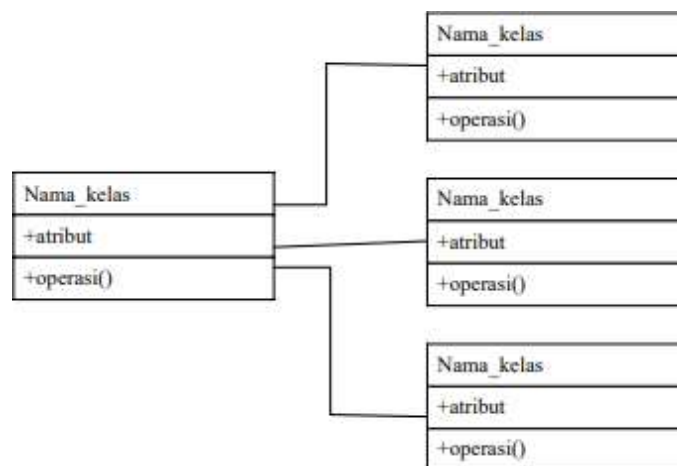 Nama_kelas
+atribut
+operasi()
Nama_kelas
+atribut
+operasi()
Nama_kelas
+atribut
+operasi()
Nama_kelas
+atribut
+operasi()